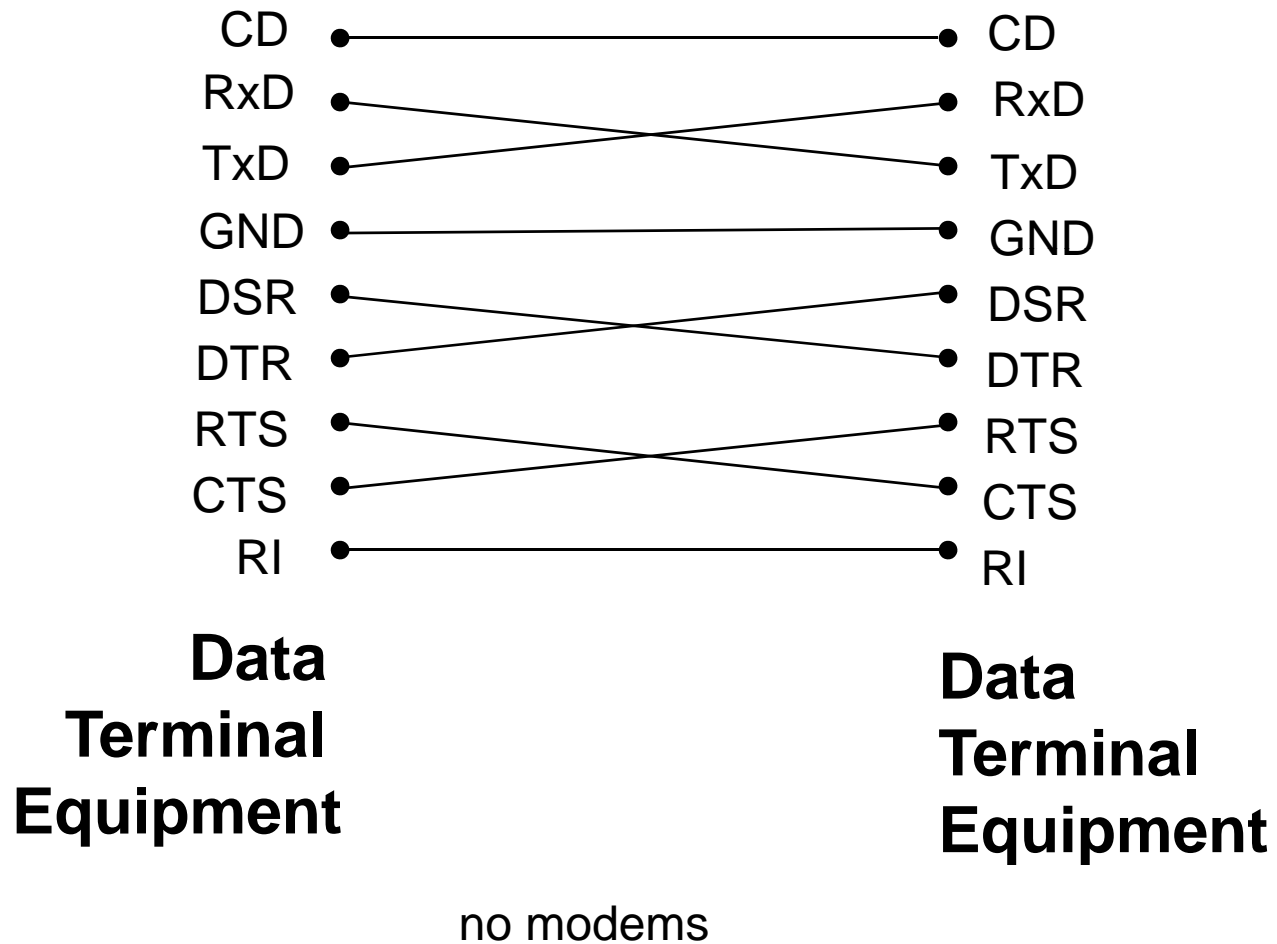 CD CD
RxD RxD
TxD TxD
GND GND
DSR DSR
DTR DTR
RTS RTS
CTS CTS
RI RI
Data
Terminal
Equipment
Data
Terminal
Equipment
no modems